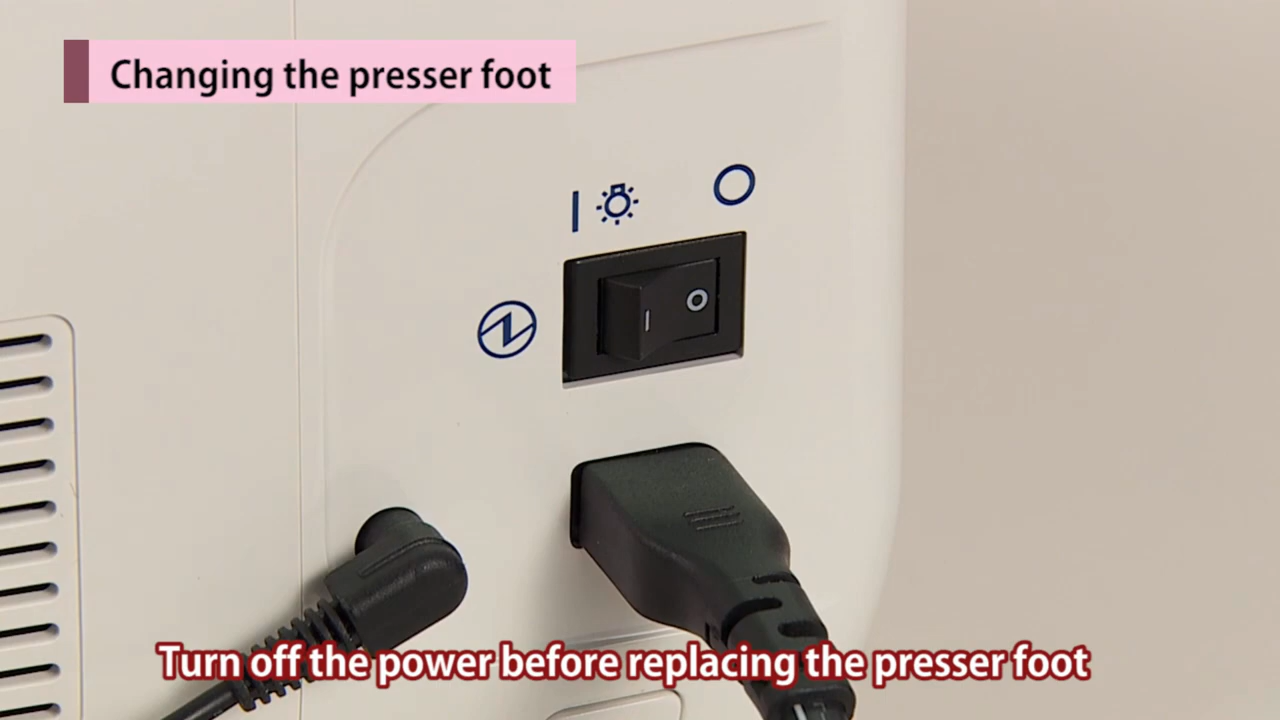 Changing the presser foot
Turn off the power before replacing the presser foot